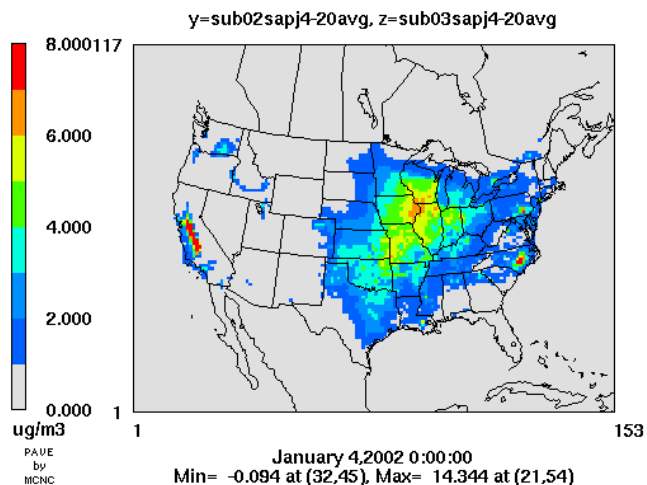 y=sub02sapj4-20avg, z=sub03sapj4-20avg
8.000
117
6.000
4.000
2.000
0.000
1
ug/m3
1
153
PAVE
by
MCNC
January 4,2002 0:00:00
Min= -0.094 at (32,45), Max= 14.344 at (21,54)